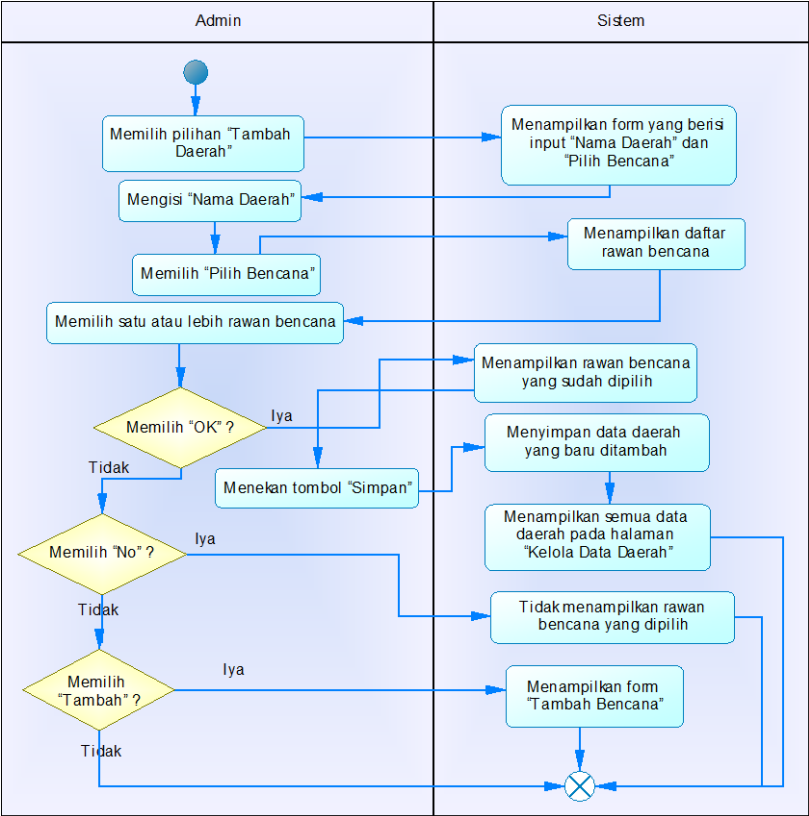 Admin
Sistem
Memilih pilihan “Tambah
Daerah”
Menampilkan form yang berisi
input “Nama Daerah” dan
“Pilih Bencana”
Mengisi “Nama Daerah”
Menampilkan daftar
rawan bencana
Memilih “Pilih Bencana”
Memilih satu atau lebih rawan bencana
Menampilkan rawan bencana
yang sudah dipilih
Memilih “OK” ?
Iya
Menyimpan data daerah
yang baru ditambah
Tidak
Menekan tombol “Simpan”
Menampilkan semua data
daerah pada halaman
“Kelola Data Daerah”
Memilih “No” ?
Iya
Tidak
Tidak menampilkan rawan
bencana yang dipilih
Memilih
“Tambah” ?
Iya
Menampilkan form
“Tambah Bencana”
Tidak